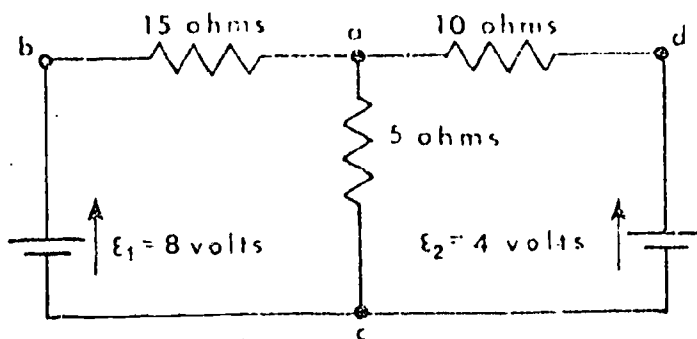 15 ohms
a
10 ohms
b
d
5 ohms
ε₁ = 8 volts
ε₂ = 4 volts
c